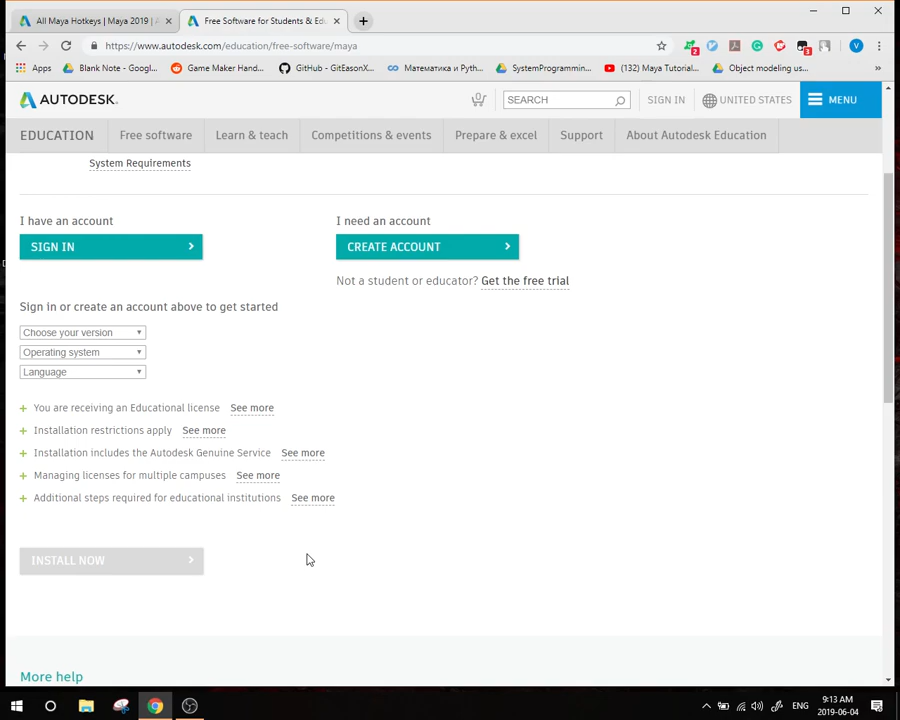 All Maya Hotkeys | Maya 2019 | A
Free Software for Students & Edu
https://www.autodesk.com/education/free-software/maya
2
3
V
Apps
Blank Note - Googl...
Game Maker Hand...
GitHub - GitEasonX...
Математика и Pyth...
SystemProgrammin...
(132) Maya Tutorial...
Object modeling us...
»
AUTODESK.
0
SEARCH
SIGN IN
UNITED STATES
MENU
EDUCATION
Free software
Learn & teach
Competitions & events
Prepare & excel
Support
About Autodesk Education
System Requirements
I have an account
I need an account
SIGN IN
CREATE ACCOUNT
Not a student or educator? Get the free trial
Sign in or create an account above to get started
Choose your version
Operating system
Language
+ You are receiving an Educational license See more
+ Installation restrictions apply See more
+ Installation includes the Autodesk Genuine Service See more
+ Managing licenses for multiple campuses See more
+ Additional steps required for educational institutions See more
INSTALL NOW
More help
ENG
9:13 AM
2019-06-04